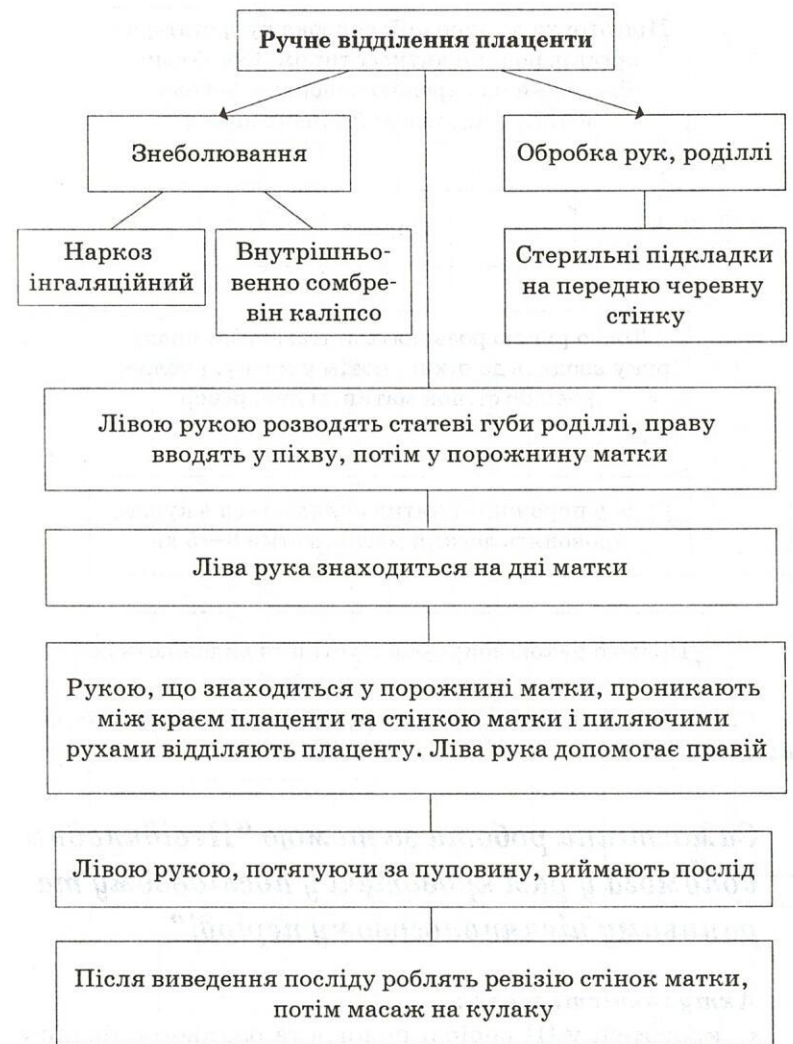 Ручне відділення плаценти
Знеболювання
Обробка рук, роділлі
Наркоз
інгаляційний
Внутрішньо-
венно сомбре-
він каліпсо
Стерильні підкладки
на передню черевну
стінку
Лівою рукою розводять статеві губи роділлі, праву
вводять у піхву, потім у порожнину матки
Ліва рука знаходиться на дні матки
Рукою, що знаходиться у порожнині матки, проникають
між краєм плаценти та стінкою матки і пиляючими
рухами відділяють плаценту. Ліва рука допомогає правій
Лівою рукою, потягуючи за пуповину, виймають послід
Після виведення посліду роблять ревізію стінок матки,
потім масаж на кулаку